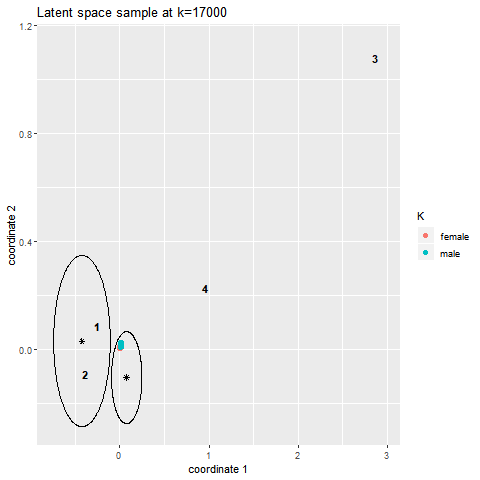 Latent space sample at k=17000
1.2
0.8
0.4
0.0
coordinate 2
3
4
1
2
*
*
0
1
2
3
coordinate 1
K
female
male